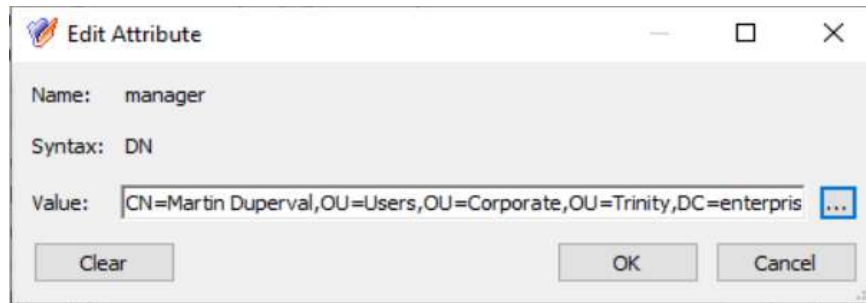 Edit Attribute
Name: manager
Syntax: DN
Value: CN=Martin Duperval,OU=Users,OU=Corporate,OU=Trinity,DC=enterpris ...
Clear OK Cancel